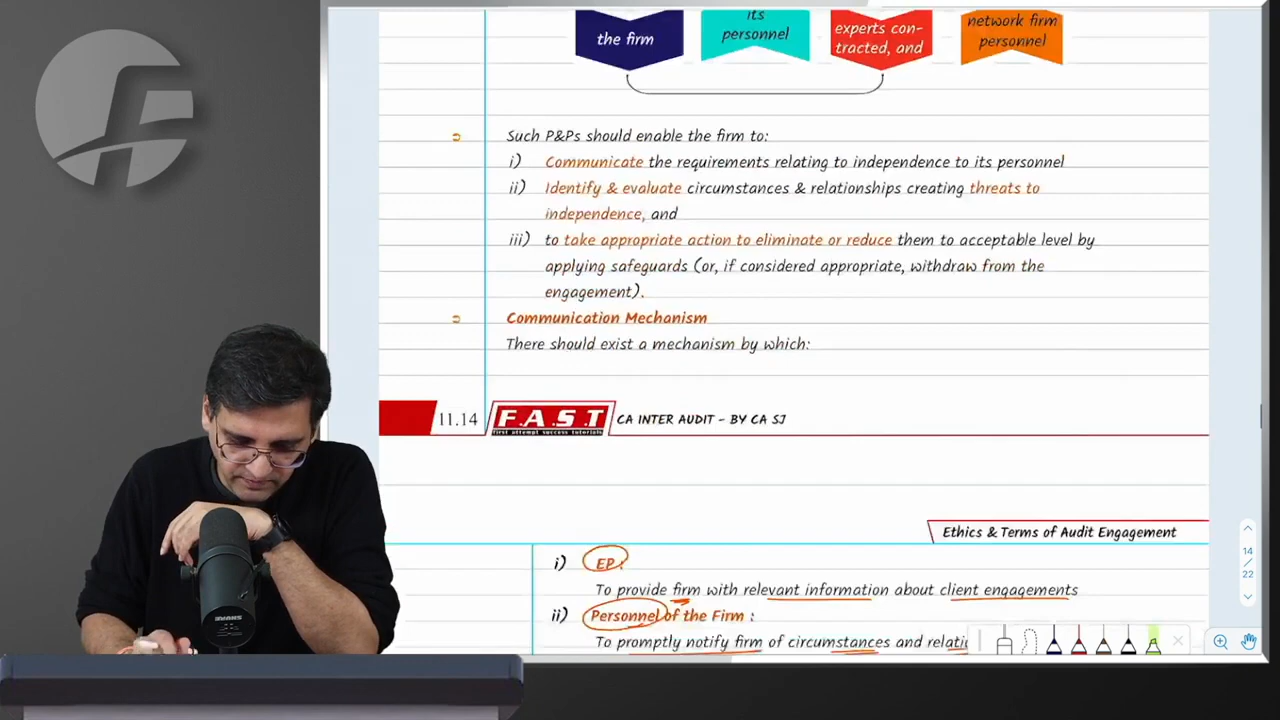 the firm
its
personnel
experts con-
tracted, and
network firm
personnel
Such P&Ps should enable the firm to:
i) Communicate the requirements relating to independence to its personnel
ii) Identify & evaluate circumstances & relationships creating threats to
independence, and
iii) to take appropriate action to eliminate or reduce them to acceptable level by
applying safeguards (or, if considered appropriate, withdraw from the
engagement).
Communication Mechanism
There should exist a mechanism by which:
11.14 F.A.S.T CA INTER AUDIT - BY CA SJ
first attempt success tutorials
Ethics & Terms of Audit Engagement
i) EP:
To provide firm with relevant information about client engagements
ii) Personnel of the Firm :
To promptly notify firm of circumstances and
14
/
22